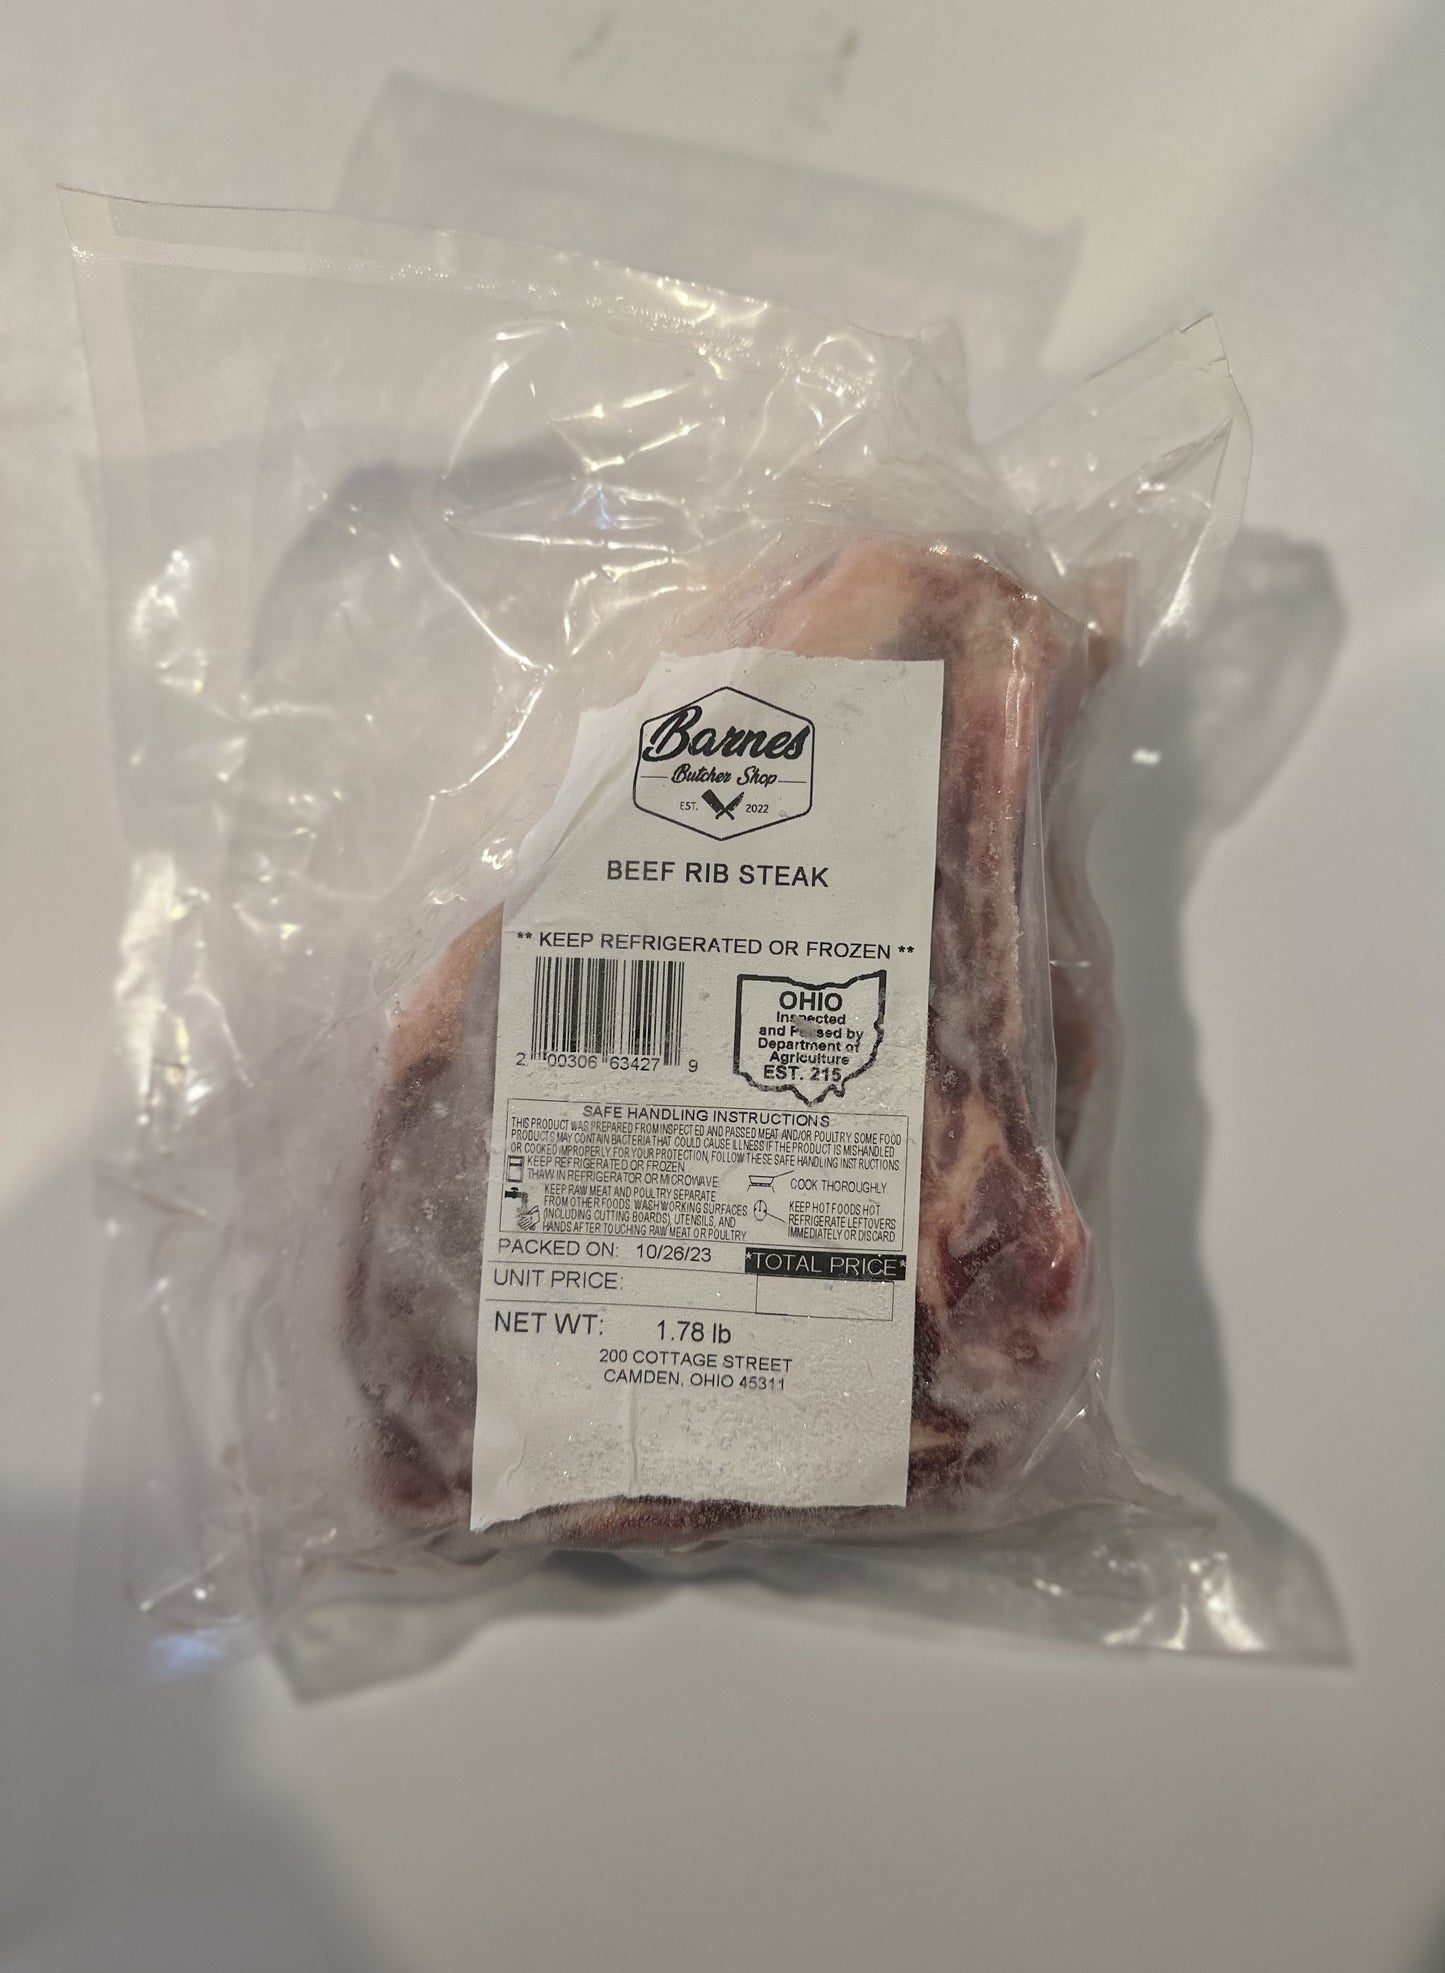 Barnes
Butcher Shop
EST. 2022
BEEF RIB STEAK
** KEEP REFRIGERATED OR FROZEN **
2 00306 63427 9
OHIO
Inspected
and Passed by
Department of
Agriculture
EST. 215
SAFE HANDLING INSTRUCTIONS
THIS PRODUCT WAS PREPARED FROM INSPECTED AND PASSED MEAT AND/OR POULTRY SOME FOOD
PRODUCTS MAY CONTAIN BACTERIA THAT COULD CAUSE ILLNESS IF THE PRODUCT IS MISHANDLED
OR COOKED IMPROPERLY. FOR YOUR PROTECTION, FOLLOW THESE SAFE HANDLING INSTRUCTIONS
KEEP REFRIGERATED OR FROZEN
THAW IN REFRIGERATOR OR MICROWAVE
KEEP RAW MEAT AND POULTRY SEPARATE
FROM OTHER FOODS. WASH WORKING SURFACES
(INCLUDING CUTTING BOARDS), UTENSILS, AND
HANDS AFTER TOUCHING RAW MEAT OR POULTRY
COOK THOROUGHLY
KEEP HOT FOODS HOT
REFRIGERATE LEFTOVERS
IMMEDIATELY OR DISCARD
PACKED ON: 10/26/23
*TOTAL PRICE*
UNIT PRICE:
NET WT: 1.78 lb
200 COTTAGE STREET
CAMDEN, OHIO 45311